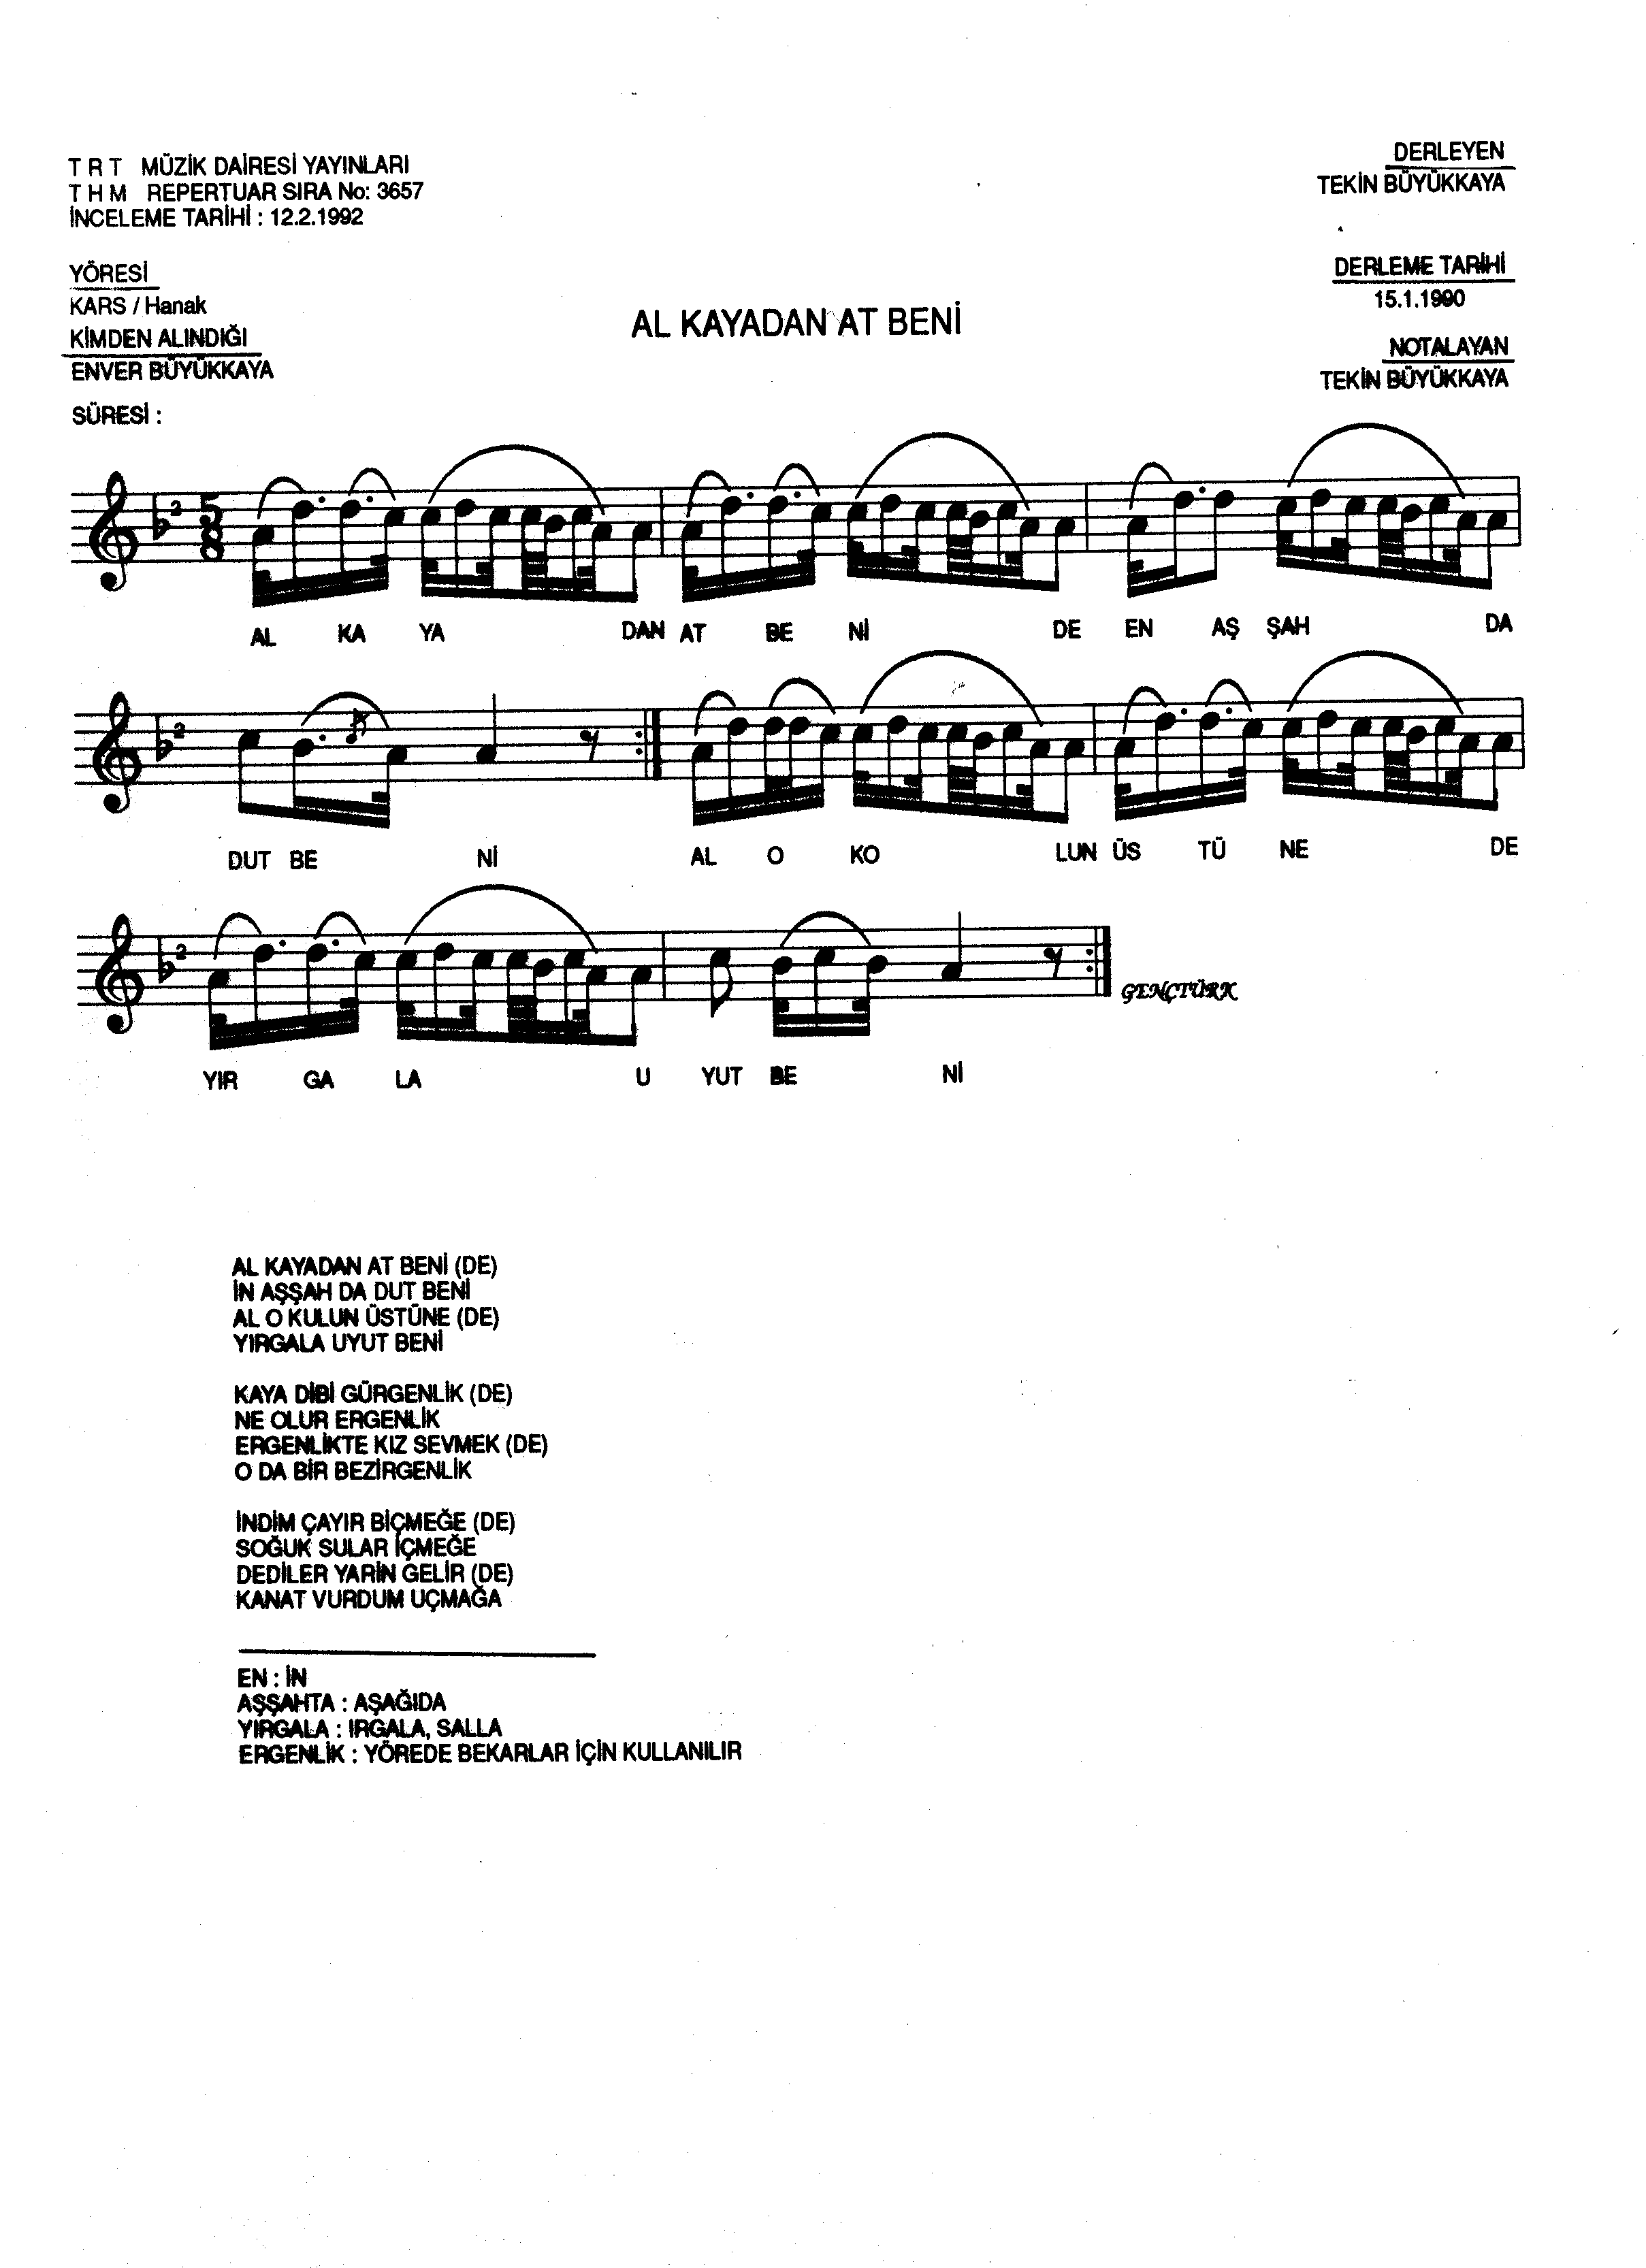 T R T MÜZİK DAİRESİ YAYINLARI
T H M REPERTUAR SIRA No: 3657
İNCELEME TARİHİ : 12.2.1992
DERLEYEN
TEKİN BÜYÜKKAYA
YÖRESİ
KARS / Hanak
KİMDEN ALINDIĞI
ENVER BÜYÜKKAYA
SÜRESİ :
AL KAYADAN AT BENİ
DERLEME TARİHİ
15.1.1990
NOTALAYAN
TEKİN BÜYÜKKAYA
2 5 8
AL KA YA DAN AT BE Nİ DE EN AŞ ŞAH DA
2
DUT BE Nİ AL O KO LUN ÜS TÜ NE DE
2
GENÇTÜRK
YIR GA LA U YUT BE Nİ
AL KAYADAN AT BENİ (DE)
İN AŞŞAH DA DUT BENİ
AL O KULUN ÜSTÜNE (DE)
YIRGALA UYUT BENİ
KAYA DİBİ GÜRGENLİK (DE)
NE OLUR ERGENLİK
ERGENLİKTE KIZ SEVMEK (DE)
O DA BİR BEZİRGENLİK
İNDİM ÇAYIR BİÇMEĞE (DE)
SOĞUK SULAR İÇMEĞE
DEDİLER YARİN GELİR (DE)
KANAT VURDUM UÇMAĞA
EN : İN
AŞŞAHTA : AŞAĞIDA
YIRGALA : IRGALA, SALLA
ERGENLİK : YÖREDE BEKARLAR İÇİN KULLANILIR